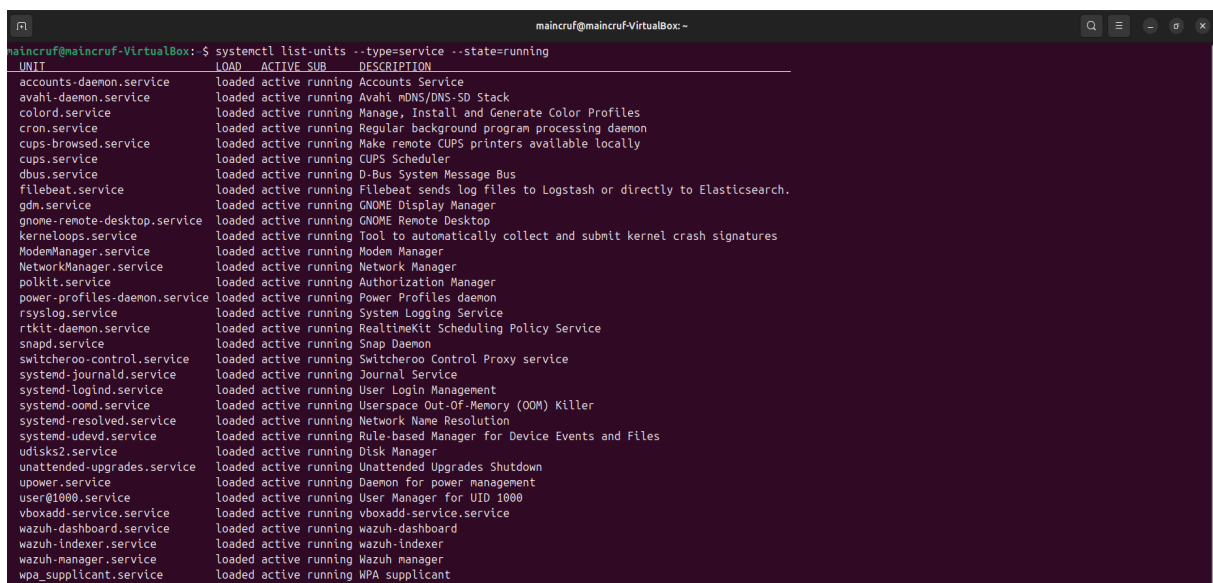 maincruf@maincruf-VirtualBox: ~
maincruf@maincruf-VirtualBox:~$ systemctl list-units --type=service --state=running
UNIT LOAD ACTIVE SUB DESCRIPTION
accounts-daemon.service loaded active running Accounts Service
avahi-daemon.service loaded active running Avahi mDNS/DNS-SD Stack
colord.service loaded active running Manage, Install and Generate Color Profiles
cron.service loaded active running Regular background program processing daemon
cups-browsed.service loaded active running Make remote CUPS printers available locally
cups.service loaded active running CUPS Scheduler
dbus.service loaded active running D-Bus System Message Bus
filebeat.service loaded active running Filebeat sends log files to Logstash or directly to Elasticsearch.
gdm.service loaded active running GNOME Display Manager
gnome-remote-desktop.service loaded active running GNOME Remote Desktop
kerneloops.service loaded active running Tool to automatically collect and submit kernel crash signatures
ModemManager.service loaded active running Modem Manager
NetworkManager.service loaded active running Network Manager
polkit.service loaded active running Authorization Manager
power-profiles-daemon.service loaded active running Power Profiles daemon
rsyslog.service loaded active running System Logging Service
rtkit-daemon.service loaded active running RealtimeKit Scheduling Policy Service
snapd.service loaded active running Snap Daemon
switcheroo-control.service loaded active running Switcheroo Control Proxy service
systemd-journald.service loaded active running Journal Service
systemd-logind.service loaded active running User Login Management
systemd-oomd.service loaded active running Userspace Out-Of-Memory (OOM) Killer
systemd-resolved.service loaded active running Network Name Resolution
systemd-udevd.service loaded active running Rule-based Manager for Device Events and Files
udisks2.service loaded active running Disk Manager
unattended-upgrades.service loaded active running Unattended Upgrades Shutdown
upower.service loaded active running Daemon for power management
user@1000.service loaded active running User Manager for UID 1000
vboxadd-service.service loaded active running vboxadd-service.service
wazuh-dashboard.service loaded active running wazuh-dashboard
wazuh-indexer.service loaded active running wazuh-indexer
wazuh-manager.service loaded active running Wazuh manager
wpa_supplicant.service loaded active running WPA supplicant